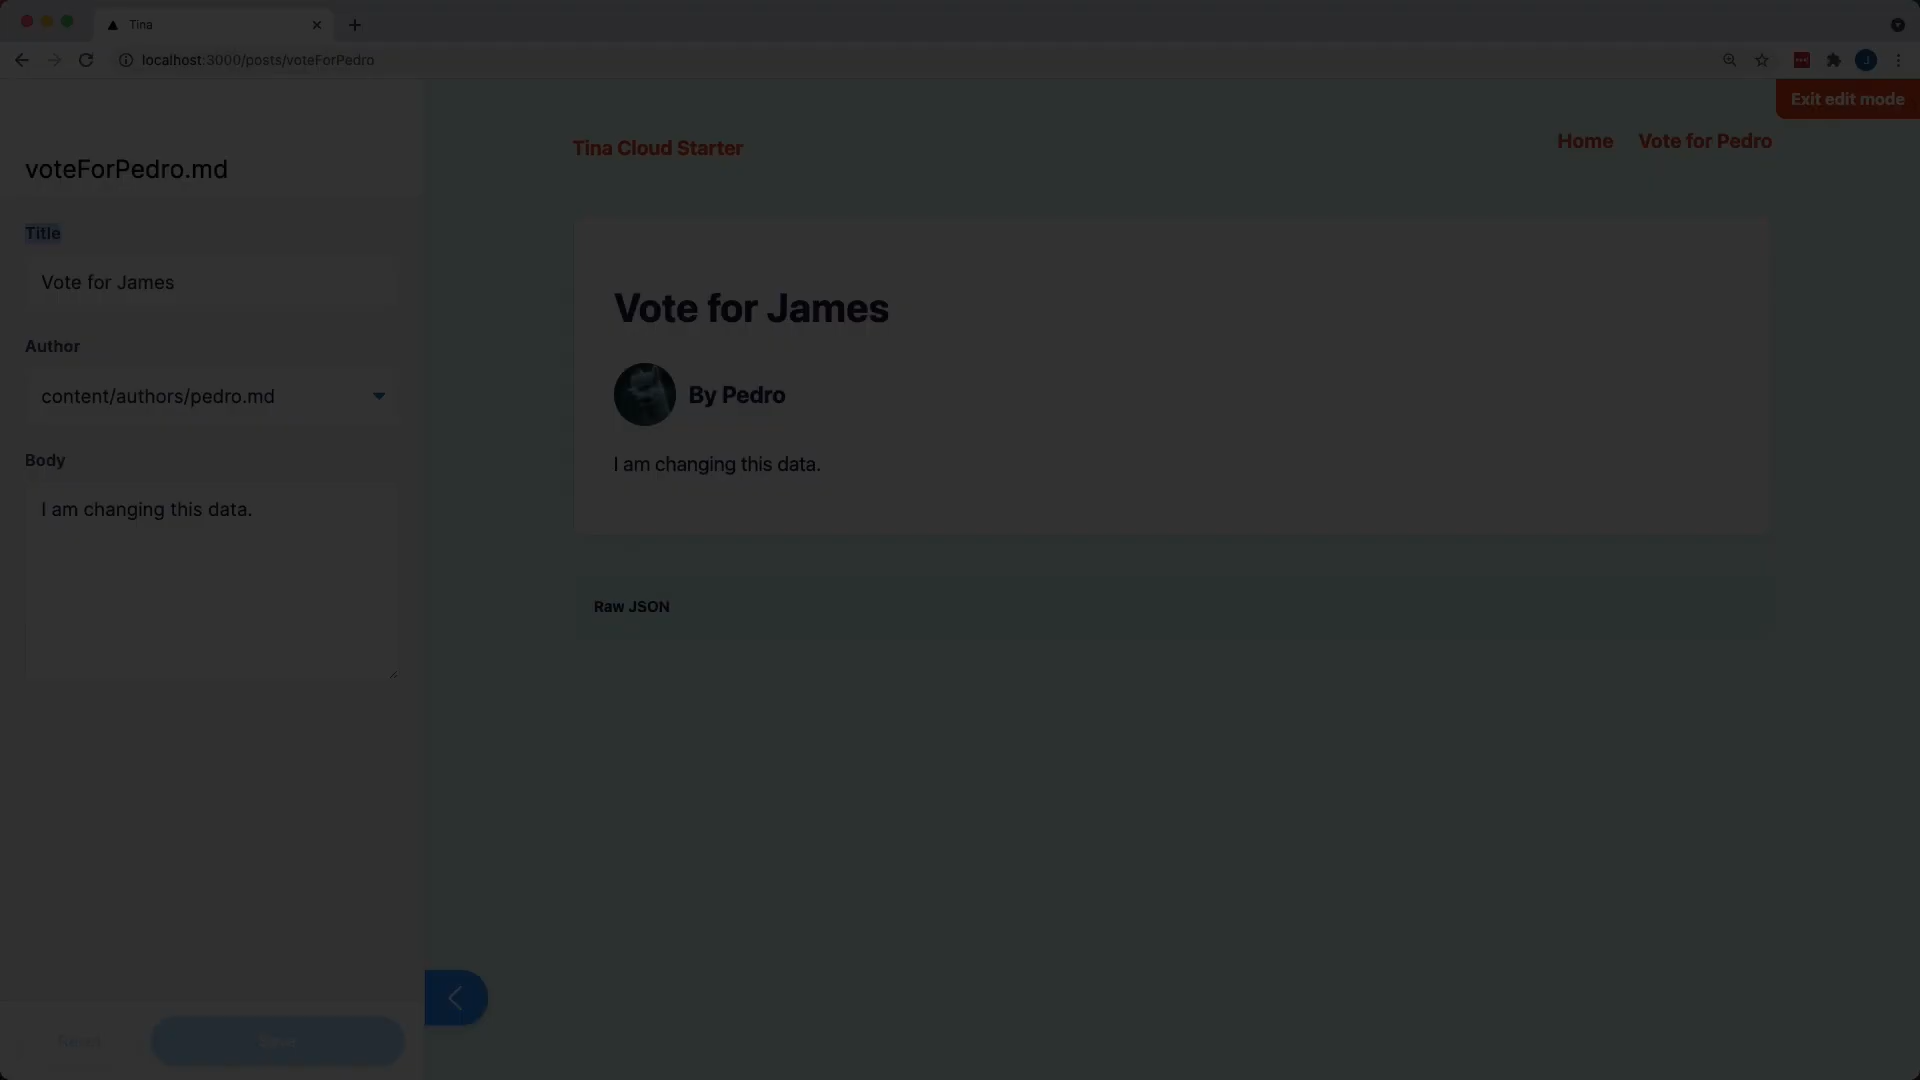 Tina
localhost:3000/posts/voteForPedro
J
Exit edit mode
Tina Cloud Starter
Home
Vote for Pedro
voteForPedro.md
Title
Vote for James
Author
content/authors/pedro.md
Body
I am changing this data.
Vote for James
By Pedro
I am changing this data.
Raw JSON
Reset
Save